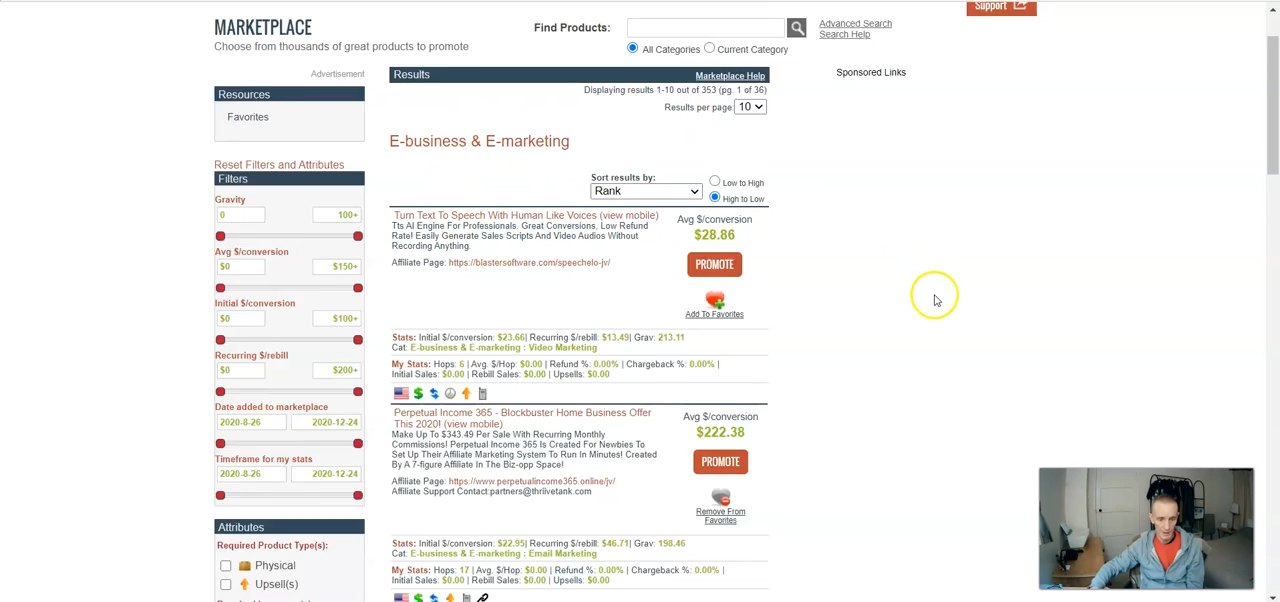 Support
MARKETPLACE
Choose from thousands of great products to promote
Find Products:
Advanced Search
Search Help
All Categories
Current Category
Advertisement
Resources
Favorites
Reset Filters and Attributes
Filters
Gravity
0
100+
Avg $/conversion
$0
$150+
Initial $/conversion
$0
$100+
Recurring $/rebill
$0
$200+
Date added to marketplace
2020-8-26
2020-12-24
Timeframe for my stats
2020-8-26
2020-12-24
Attributes
Required Product Type(s):
Physical
Upsell(s)
Results
Marketplace Help
Displaying results 1-10 out of 353 (pg. 1 of 36)
Results per page 10
E-business & E-marketing
Sort results by:
Rank
Low to High
High to Low
Turn Text To Speech With Human Like Voices (view mobile)
Tts AI Engine For Professionals. Great Conversions, Low Refund
Rate! Easily Generate Sales Scripts And Video Audios Without
Recording Anything.
Affiliate Page: https://blastersoftware.com/speechelo-jv/
Avg $/conversion
$28.86
PROMOTE
Add To Favorites
Stats: Initial $/conversion: $23.66| Recurring $/rebill: $13.49| Grav: 213.11
Cat: E-business & E-marketing : Video Marketing
My Stats: Hops: 6 | Avg. $/Hop: $0.00 | Refund %: 0.00% | Chargeback %: 0.00% |
Initial Sales: $0.00 | Rebill Sales: $0.00 | Upsells: $0.00
Perpetual Income 365 - Blockbuster Home Business Offer
This 2020! (view mobile)
Make Up To $343.49 Per Sale With Recurring Monthly
Commissions! Perpetual Income 365 Is Created For Newbies To
Set Up Their Affiliate Marketing System To Run In Minutes! Created
By A 7-figure Affiliate In The Biz-opp Space!
Affiliate Page: https://www.perpetualincome365.online/jv/
Affiliate Support Contact:partners@thrlivetank.com
Avg $/conversion
$222.38
PROMOTE
Remove From
Favorites
Stats: Initial $/conversion: $22.95| Recurring $/rebill: $46.71| Grav: 198.46
Cat: E-business & E-marketing : Email Marketing
My Stats: Hops: 17 | Avg. $/Hop: $0.00 | Refund %: 0.00% | Chargeback %: 0.00% |
Initial Sales: $0.00 | Rebill Sales: $0.00 | Upsells: $0.00
Sponsored Links